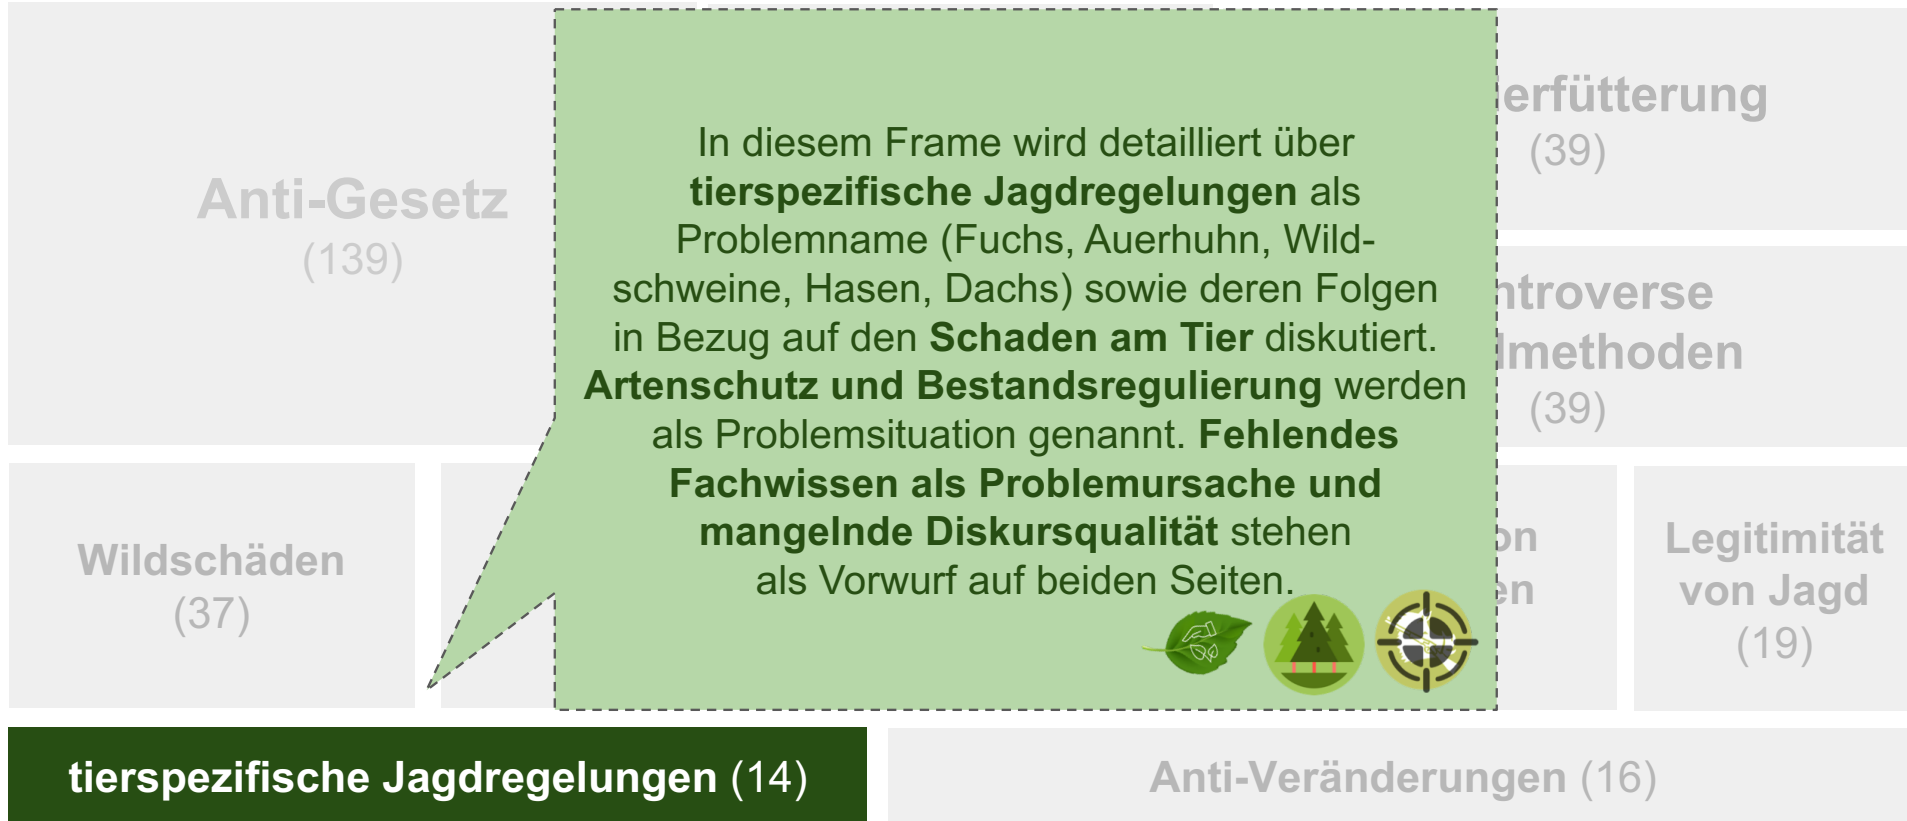 Anti-Gesetz
(139)
In diesem Frame wird detailliert über
tierspezifische Jagdregelungen als
Problemname (Fuchs, Auerhuhn, Wild-
schweine, Hasen, Dachs) sowie deren Folgen
in Bezug auf den Schaden am Tier diskutiert.
Artenschutz und Bestandsregulierung werden
als Problemsituation genannt. Fehlendes
Fachwissen als Problemursache und
mangelnde Diskursqualität stehen
als Vorwurf auf beiden Seiten.
erfütterung
(39)
ntroverse
methoden
(39)
Wildschäden
(37)
on
en
Legitimität
von Jagd
(19)
tierspezifische Jagdregelungen (14)
Anti-Veränderungen (16)